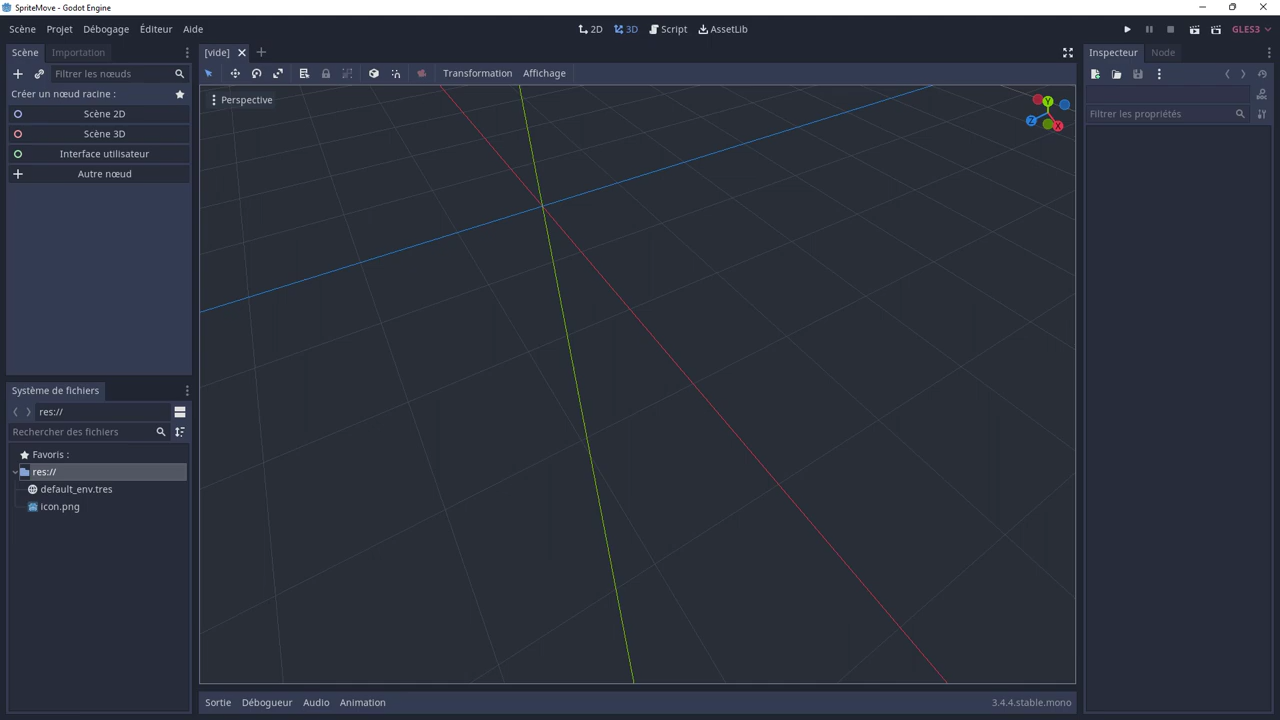 SpriteMove - Godot Engine
Scène Projet Débogage Éditeur Aide
2D 3D Script AssetLib
GLES3
Scène Importation
Filtrer les nœuds
Créer un nœud racine :
Scène 2D
Scène 3D
Interface utilisateur
Autre nœud
Système de fichiers
res://
Rechercher des fichiers
Favoris :
res://
default_env.tres
icon.png
[vide]
Transformation Affichage
Perspective
Y
Z
X
Sortie Débogueur Audio Animation
3.4.4.stable.mono
Inspecteur Node
DOC
Filtrer les propriétés